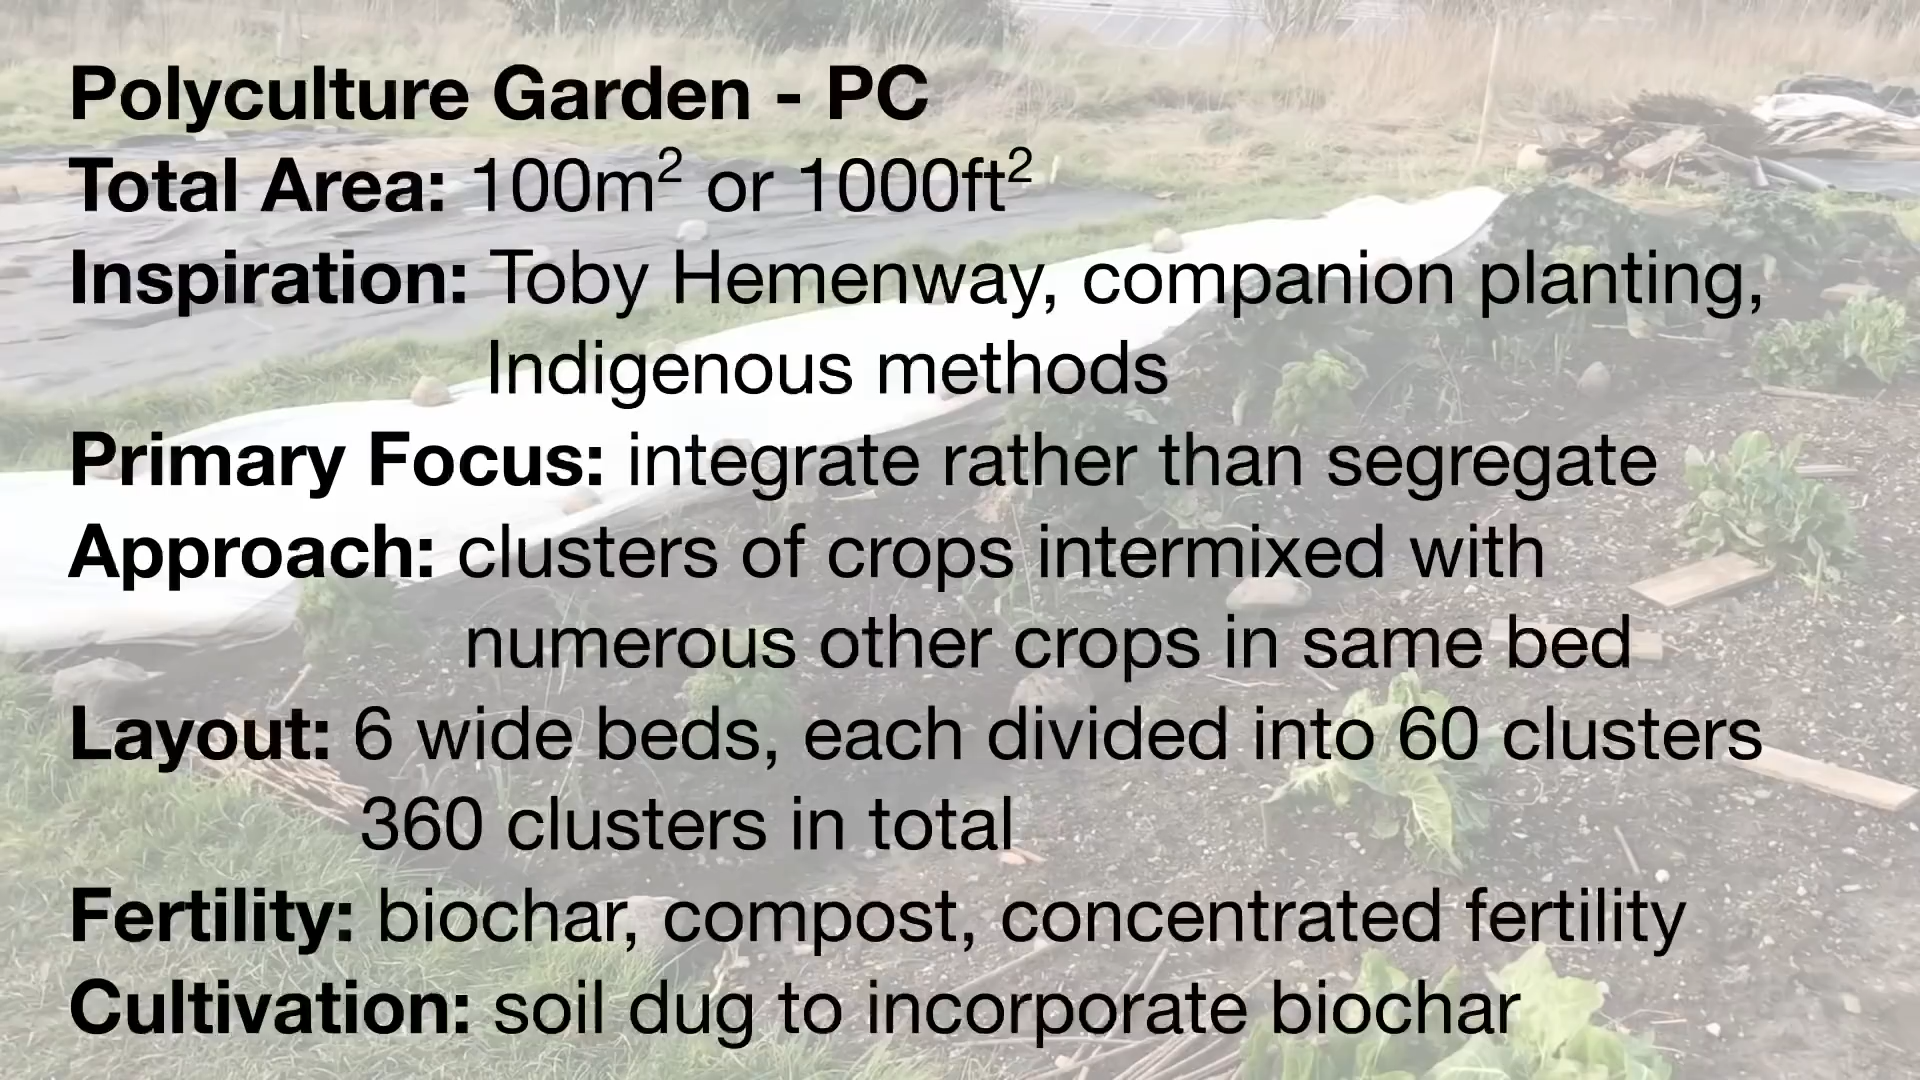 Polyculture Garden - PC
Total Area: 100m² or 1000ft²
Inspiration: Toby Hemenway, companion planting,
Indigenous methods
Primary Focus: integrate rather than segregate
Approach: clusters of crops intermixed with
numerous other crops in same bed
Layout: 6 wide beds, each divided into 60 clusters
360 clusters in total
Fertility: biochar, compost, concentrated fertility
Cultivation: soil dug to incorporate biochar